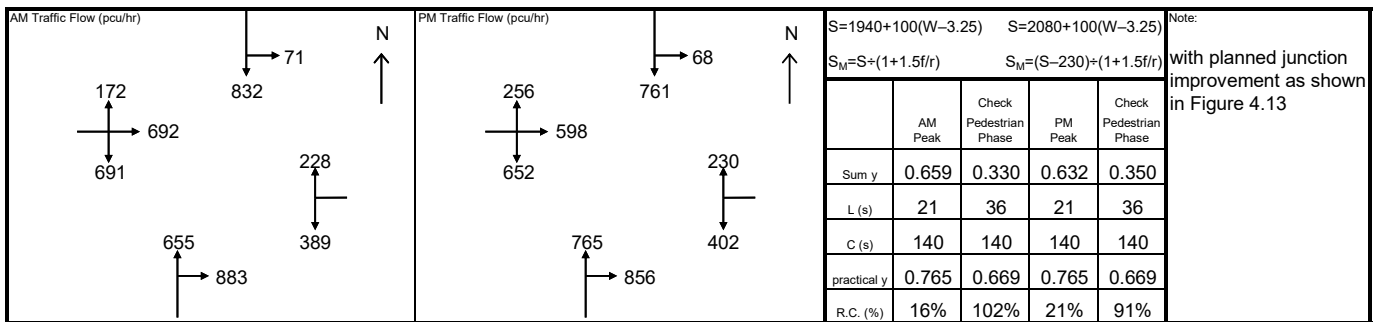 AM Traffic Flow (pcu/hr)
N
71
832
172
692
691
228
389
655
883
PM Traffic Flow (pcu/hr)
N
68
761
256
598
652
230
402
765
856
S=1940+100(W–3.25) S=2080+100(W–3.25)
S_M=S÷(1+1.5f/r) S_M=(S–230)÷(1+1.5f/r)
AM Peak Check Pedestrian Phase PM Peak Check Pedestrian Phase
Sum y 0.659 0.330 0.632 0.350
L (s) 21 36 21 36
C (s) 140 140 140 140
practical y 0.765 0.669 0.765 0.669
R.C. (%) 16% 102% 21% 91%
Note:
with planned junction
improvement as shown
in Figure 4.13